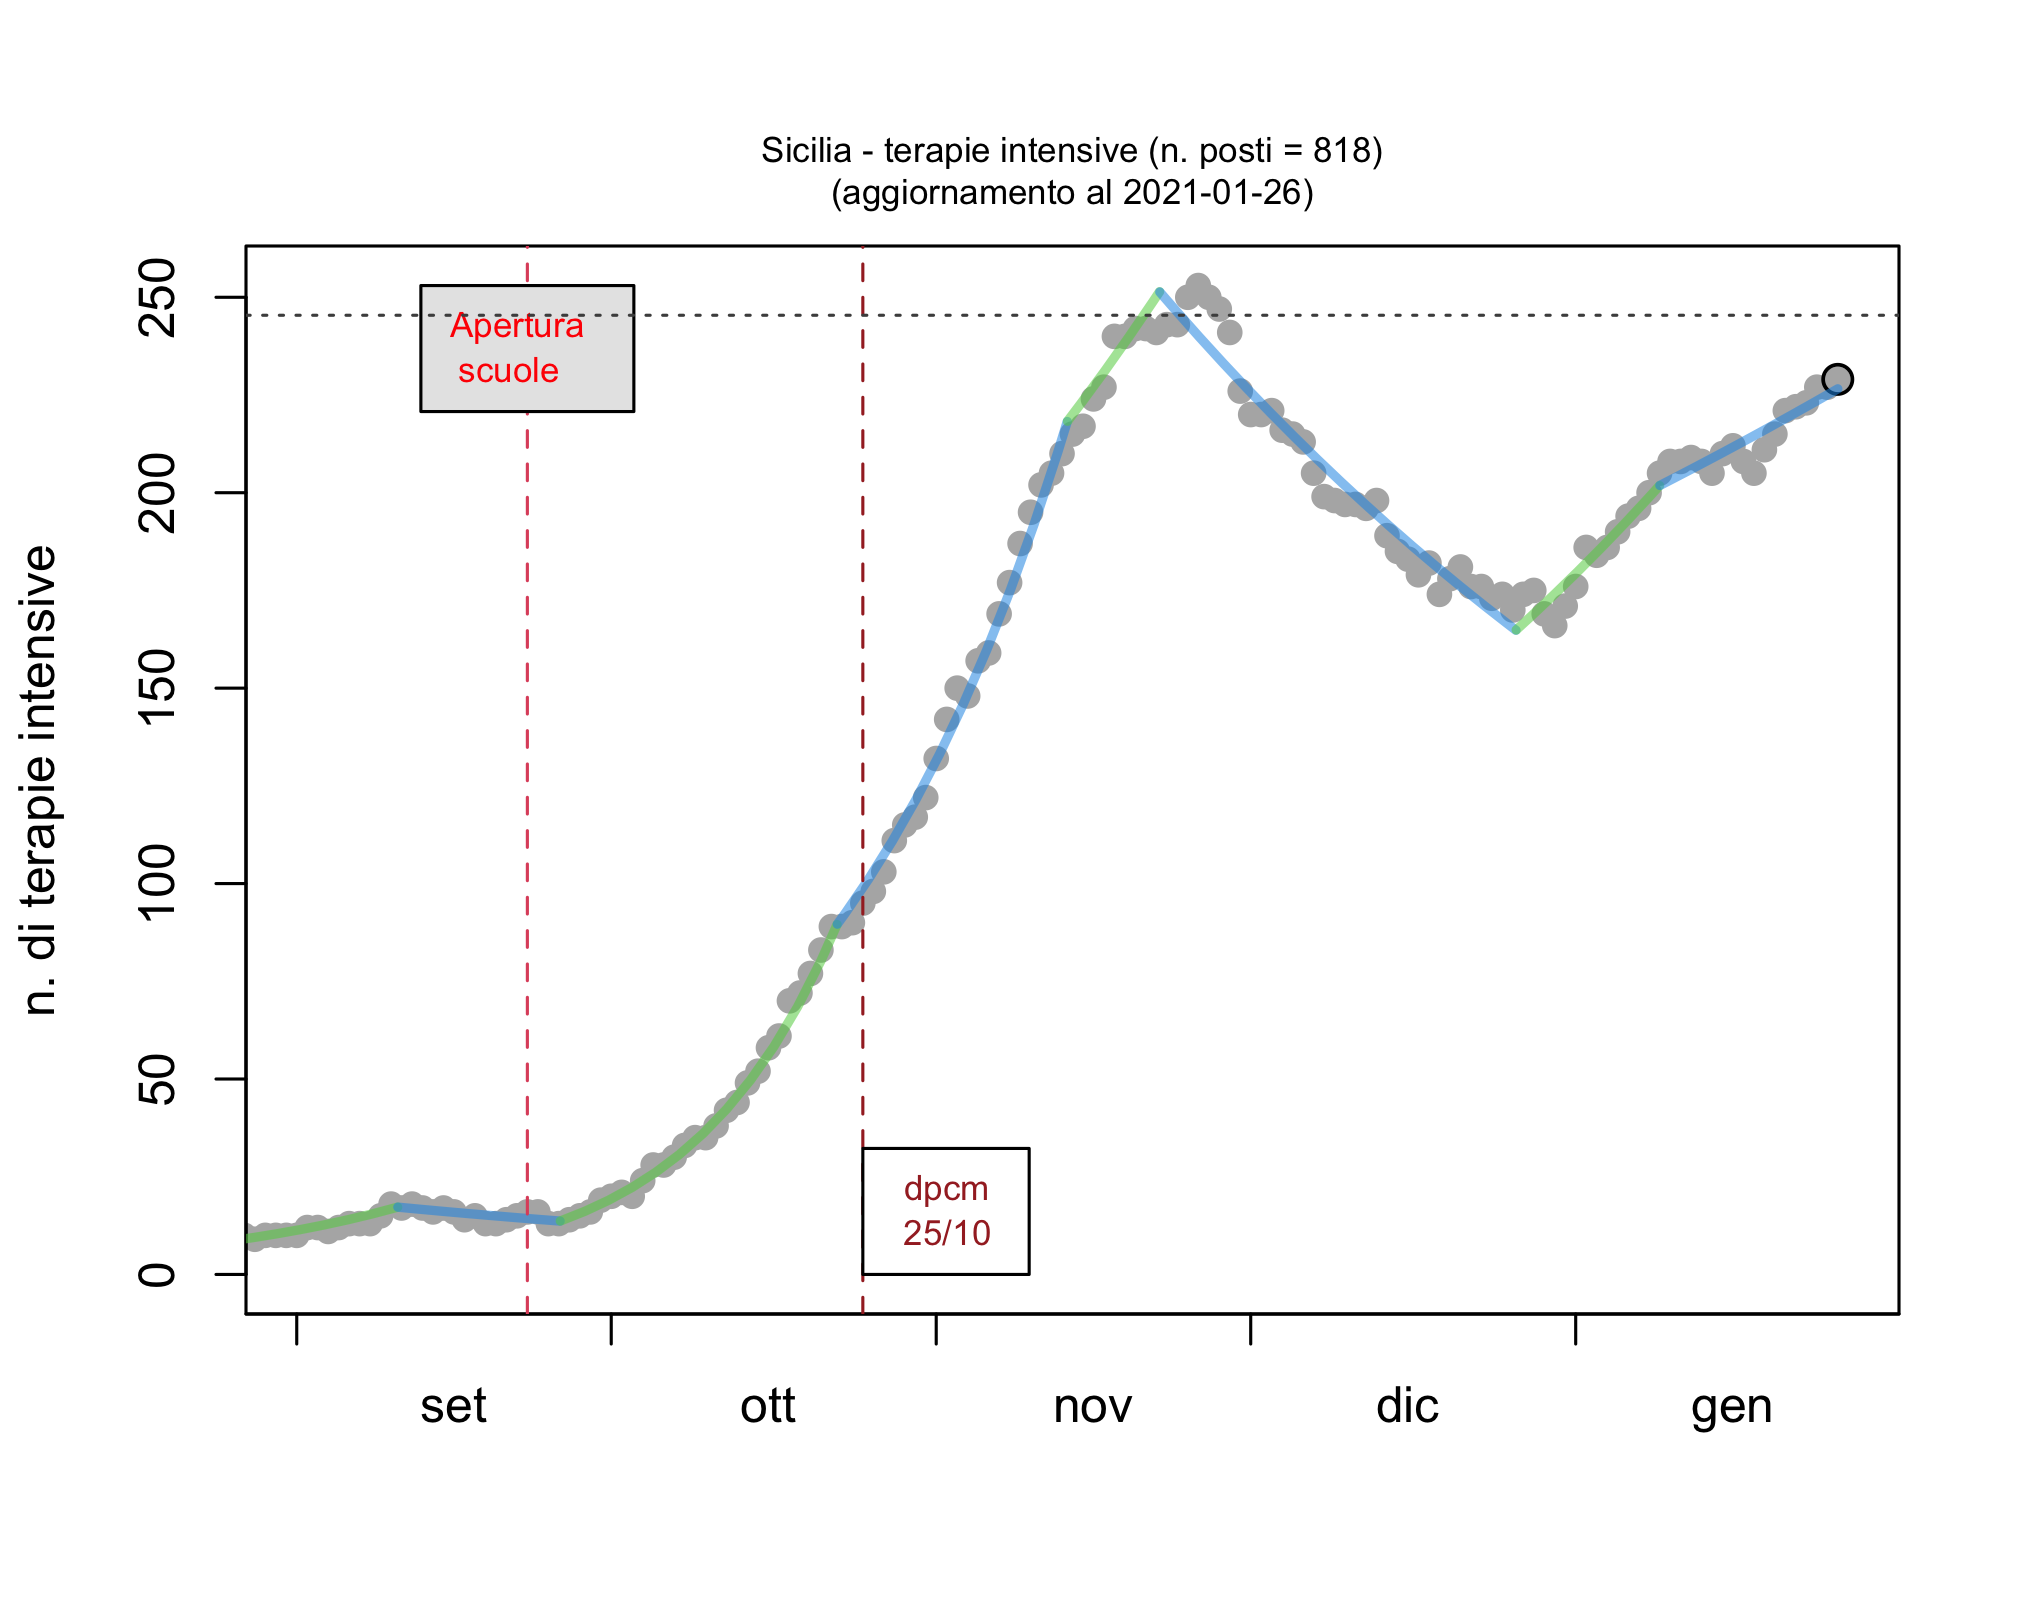 Sicilia - terapie intensive (n. posti = 818)
(aggiornamento al 2021-01-26)
n. di terapie intensive
250
200
150
100
50
0
Apertura
scuole
dpcm
25/10
set
ott
nov
dic
gen